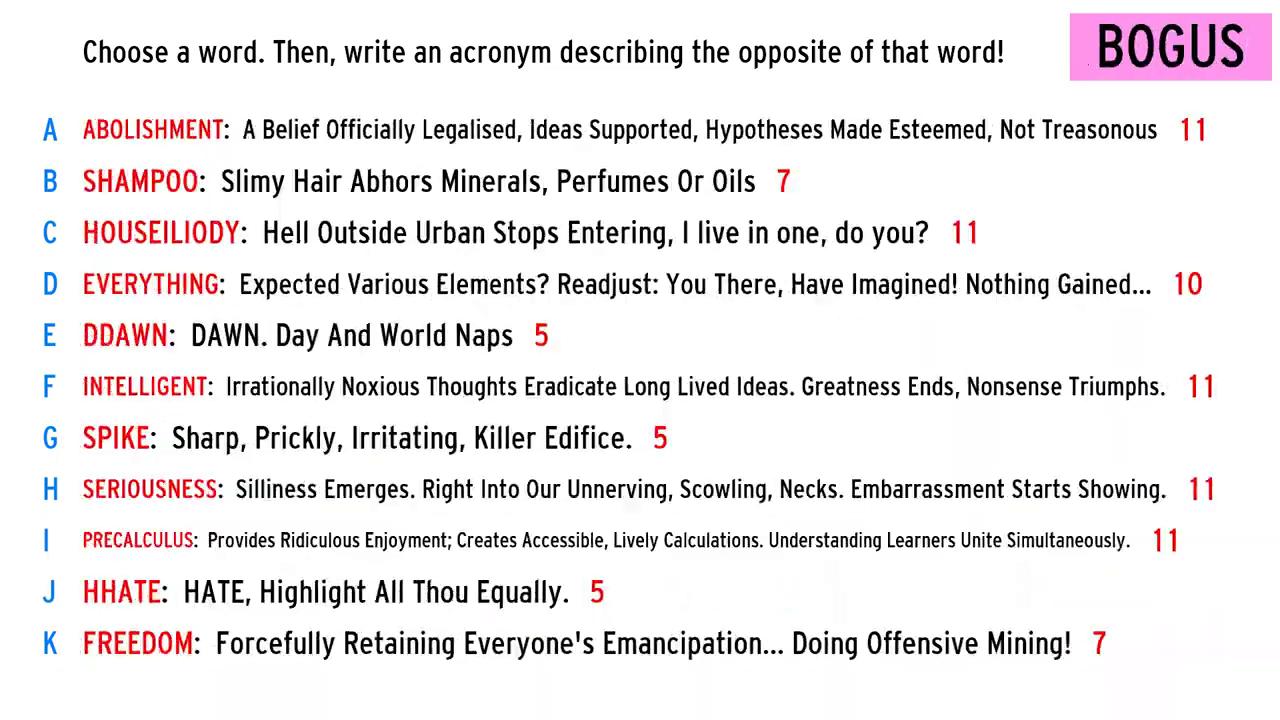 Choose a word. Then, write an acronym describing the opposite of that word!
BOGUS
A ABOLISHMENT: A Belief Officially Legalised, Ideas Supported, Hypotheses Made Esteemed, Not Treasonous 11
B SHAMPOO: Slimy Hair Abhors Minerals, Perfumes Or Oils 7
C HOUSEILIODY: Hell Outside Urban Stops Entering, I live in one, do you? 11
D EVERYTHING: Expected Various Elements? Readjust: You There, Have Imagined! Nothing Gained... 10
E DDAWN: DAWN. Day And World Naps 5
F INTELLIGENT: Irrationally Noxious Thoughts Eradicate Long Lived Ideas. Greatness Ends, Nonsense Triumphs. 11
G SPIKE: Sharp, Prickly, Irritating, Killer Edifice. 5
H SERIOUSNESS: Silliness Emerges. Right Into Our Unnerving, Scowling, Necks. Embarrassment Starts Showing. 11
I PRECALCULUS: Provides Ridiculous Enjoyment; Creates Accessible, Lively Calculations. Understanding Learners Unite Simultaneously. 11
J HHATE: HATE, Highlight All Thou Equally. 5
K FREEDOM: Forcefully Retaining Everyone's Emancipation... Doing Offensive Mining! 7